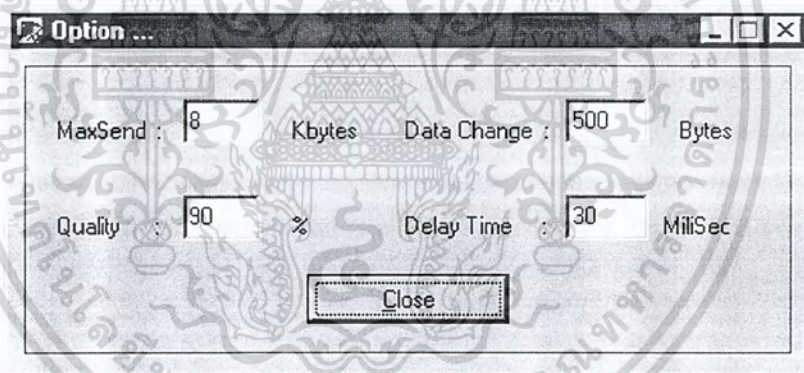 Option ...
MaxSend : 8 Kbytes Data Change : 500 Bytes
Quality : 90 % Delay Time : 30 MiliSec
Close